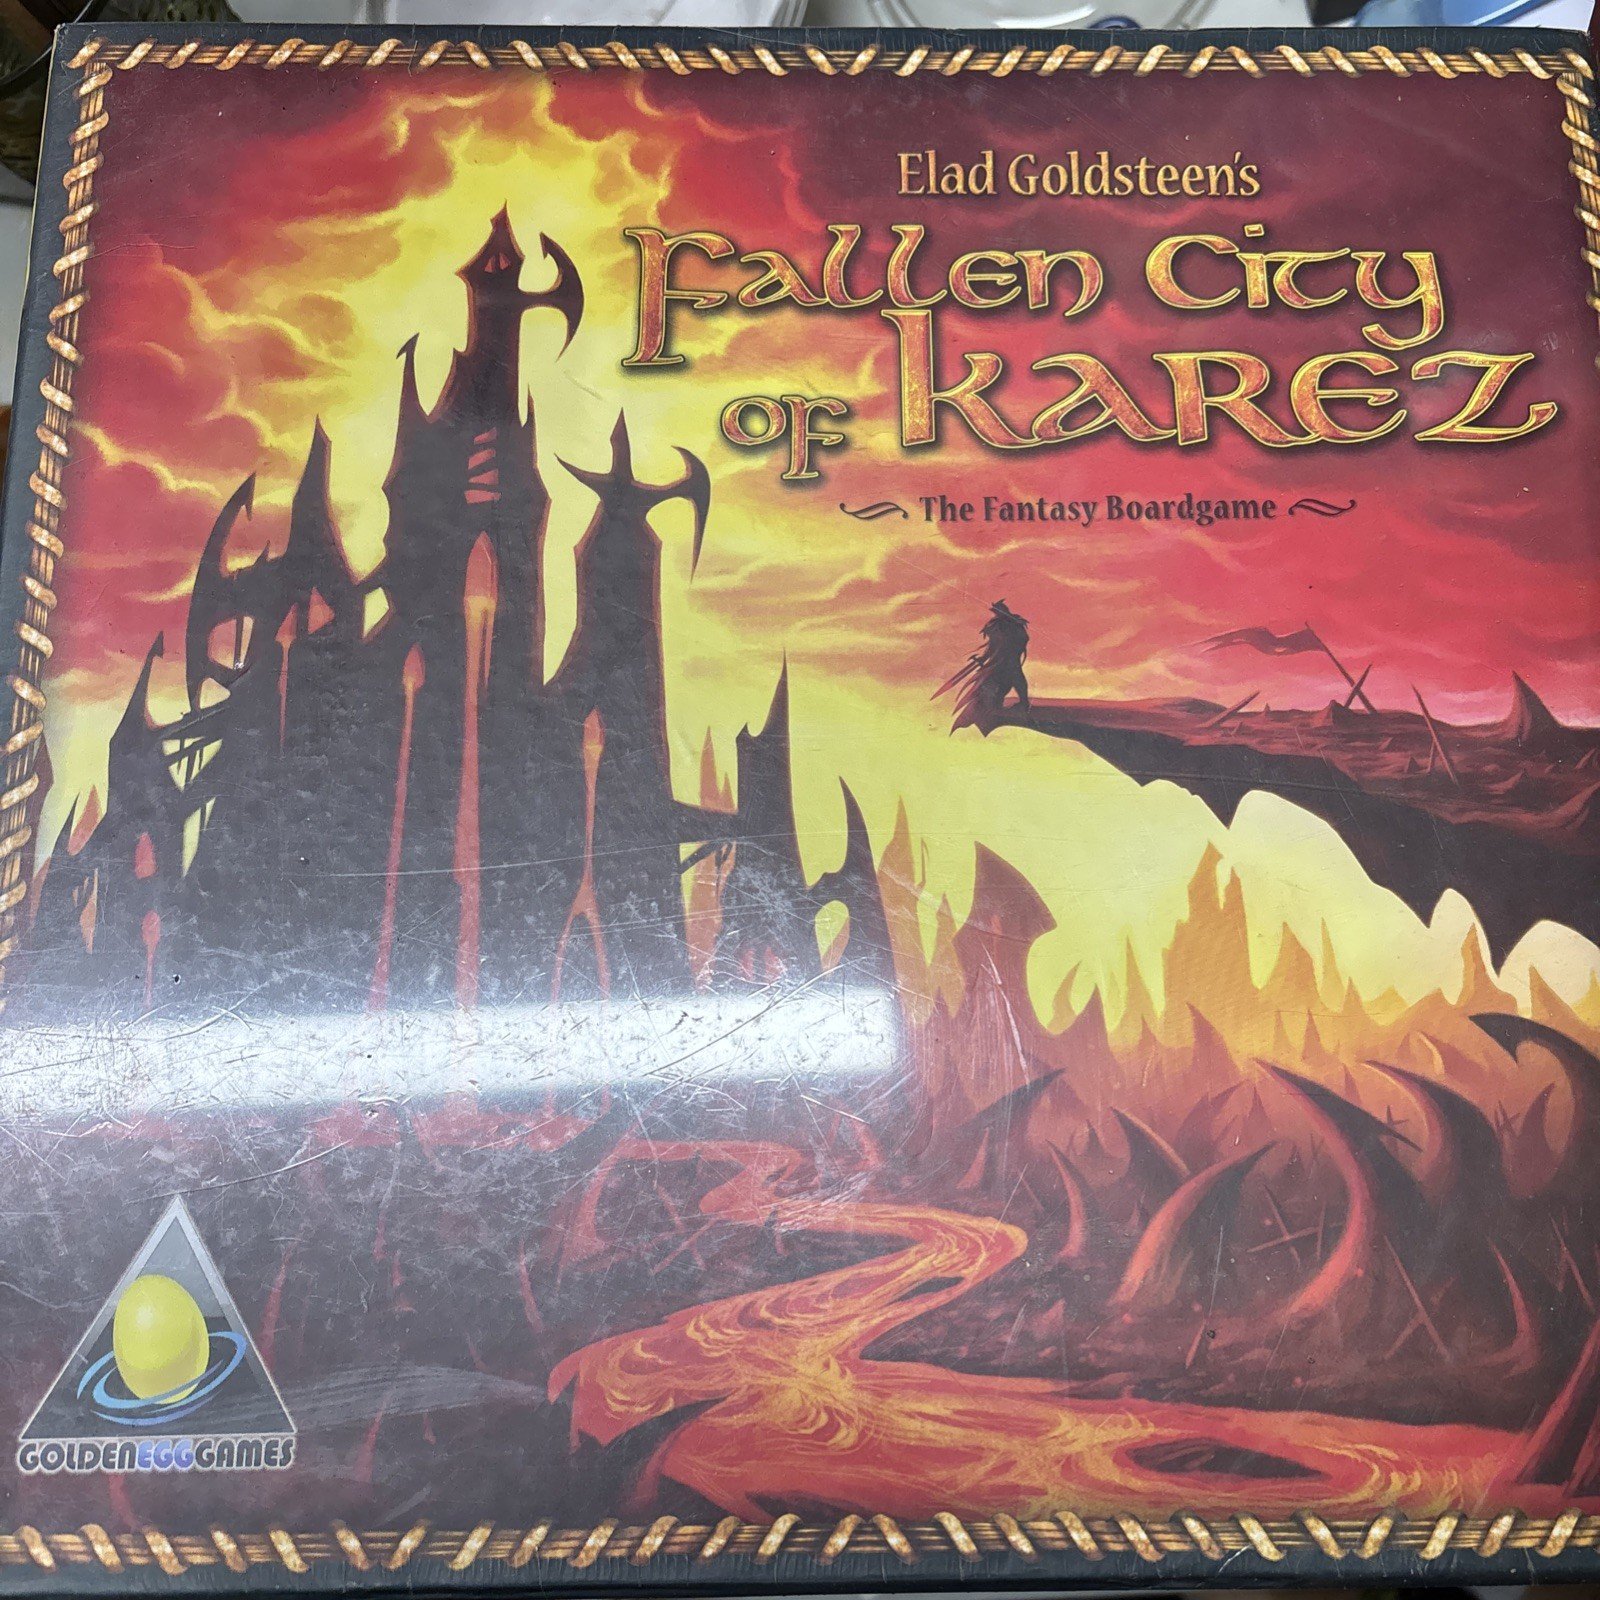 Elad Goldsteen's
Fallen City
of Karez
The Fantasy Boardgame
GOLDENEGGGAMES